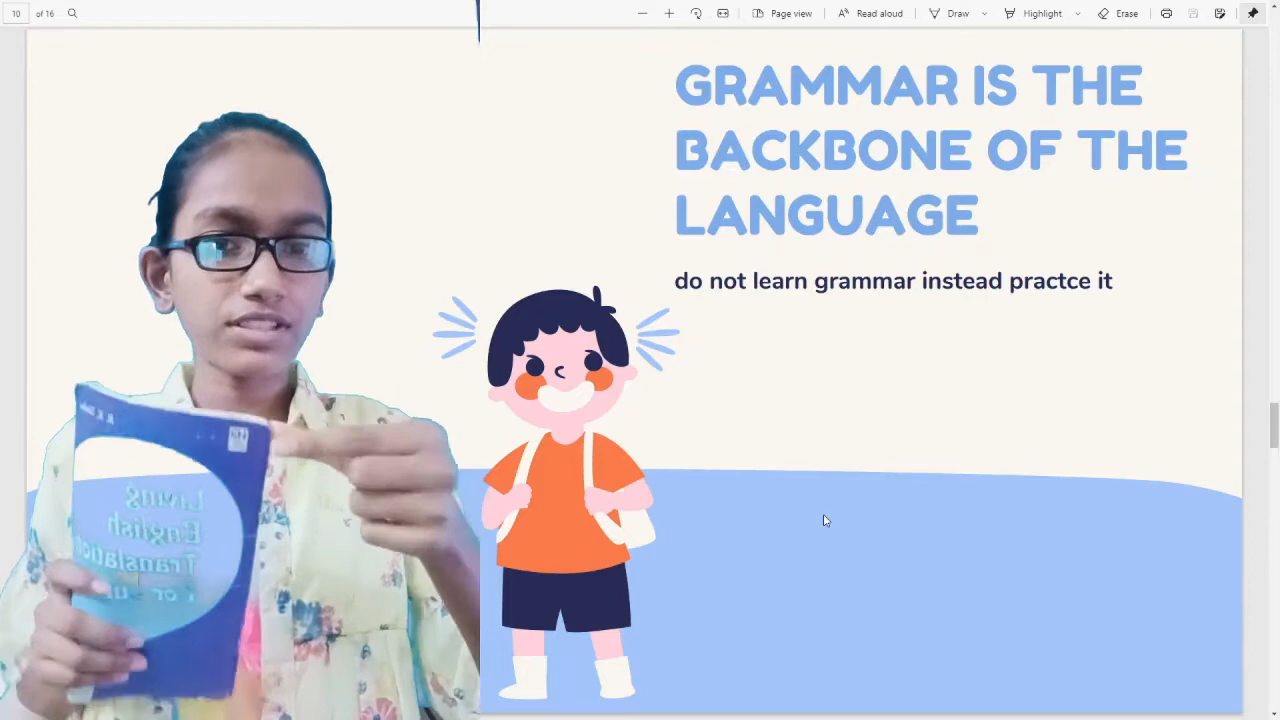 10 of 16
Page view
Read aloud
Draw
Highlight
Erase
GRAMMAR IS THE
BACKBONE OF THE
LANGUAGE
do not learn grammar instead practce it
Living
English